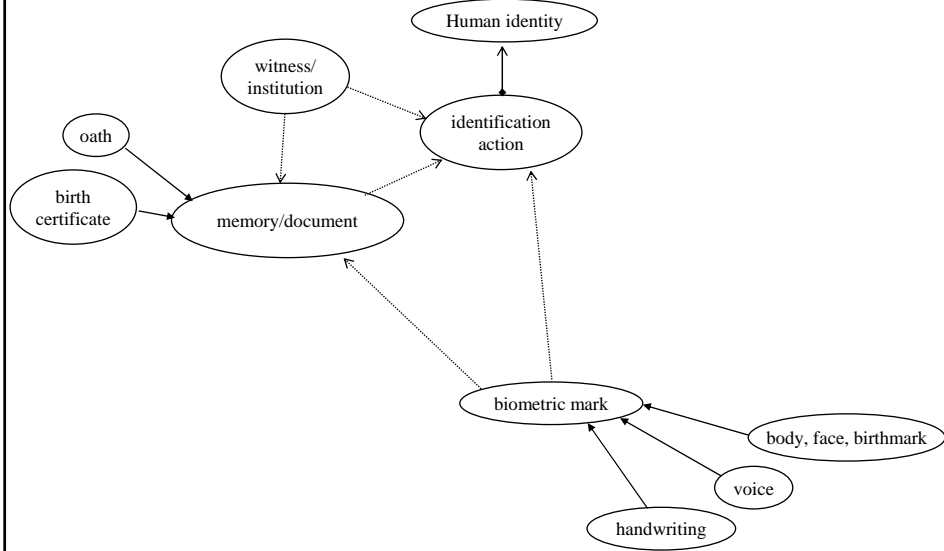 Human identity
witness/
institution
identification
action
oath
birth
certificate
memory/document
biometric mark
body, face, birthmark
voice
handwriting